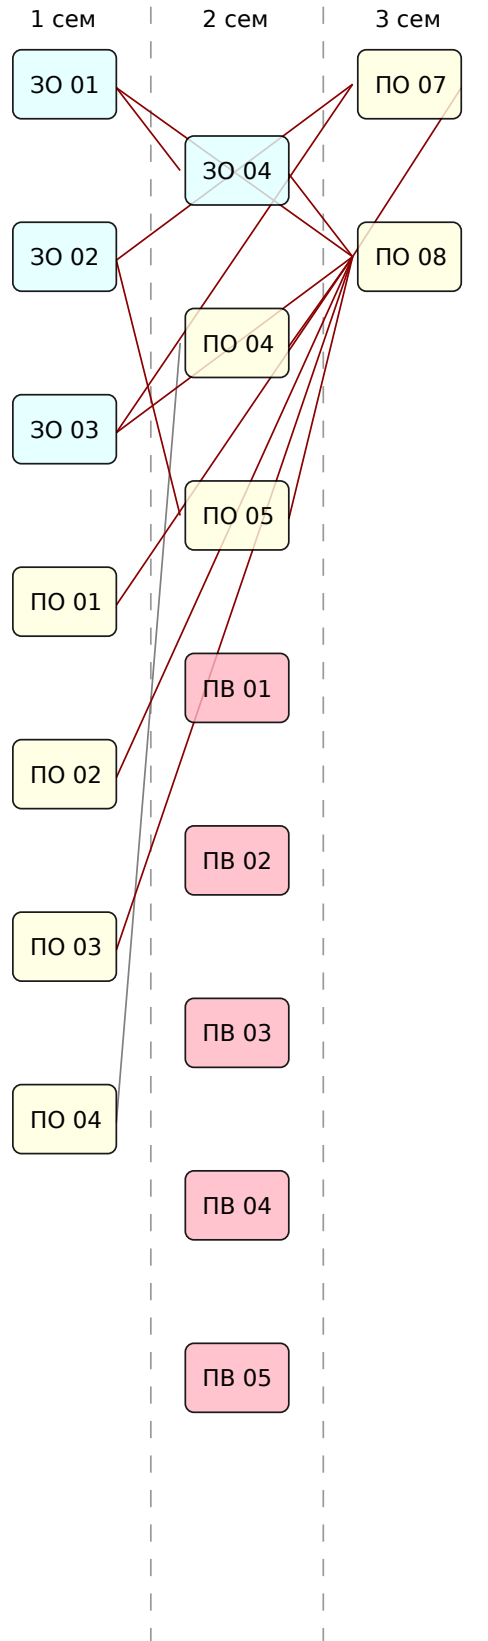 1 сем
2 сем
3 сем
ЗО 01
ПО 07
ЗО 04
ЗО 02
ПО 08
ПО 04
ЗО 03
ПО 05
ПО 01
ПВ 01
ПО 02
ПВ 02
ПО 03
ПВ 03
ПО 04
ПВ 04
ПВ 05